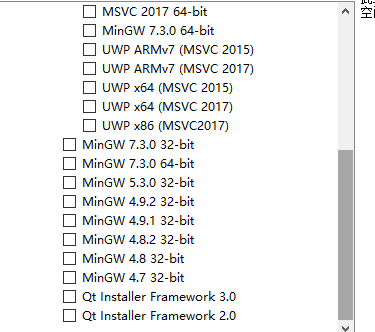 MSVC 2017 64-bit
MinGW 7.3.0 64-bit
UWP ARMv7 (MSVC 2015)
UWP ARMv7 (MSVC 2017)
UWP x64 (MSVC 2015)
UWP x64 (MSVC 2017)
UWP x86 (MSVC2017)
MinGW 7.3.0 32-bit
MinGW 7.3.0 64-bit
MinGW 5.3.0 32-bit
MinGW 4.9.2 32-bit
MinGW 4.9.1 32-bit
MinGW 4.8.2 32-bit
MinGW 4.8 32-bit
MinGW 4.7 32-bit
Qt Installer Framework 3.0
Qt Installer Framework 2.0
空